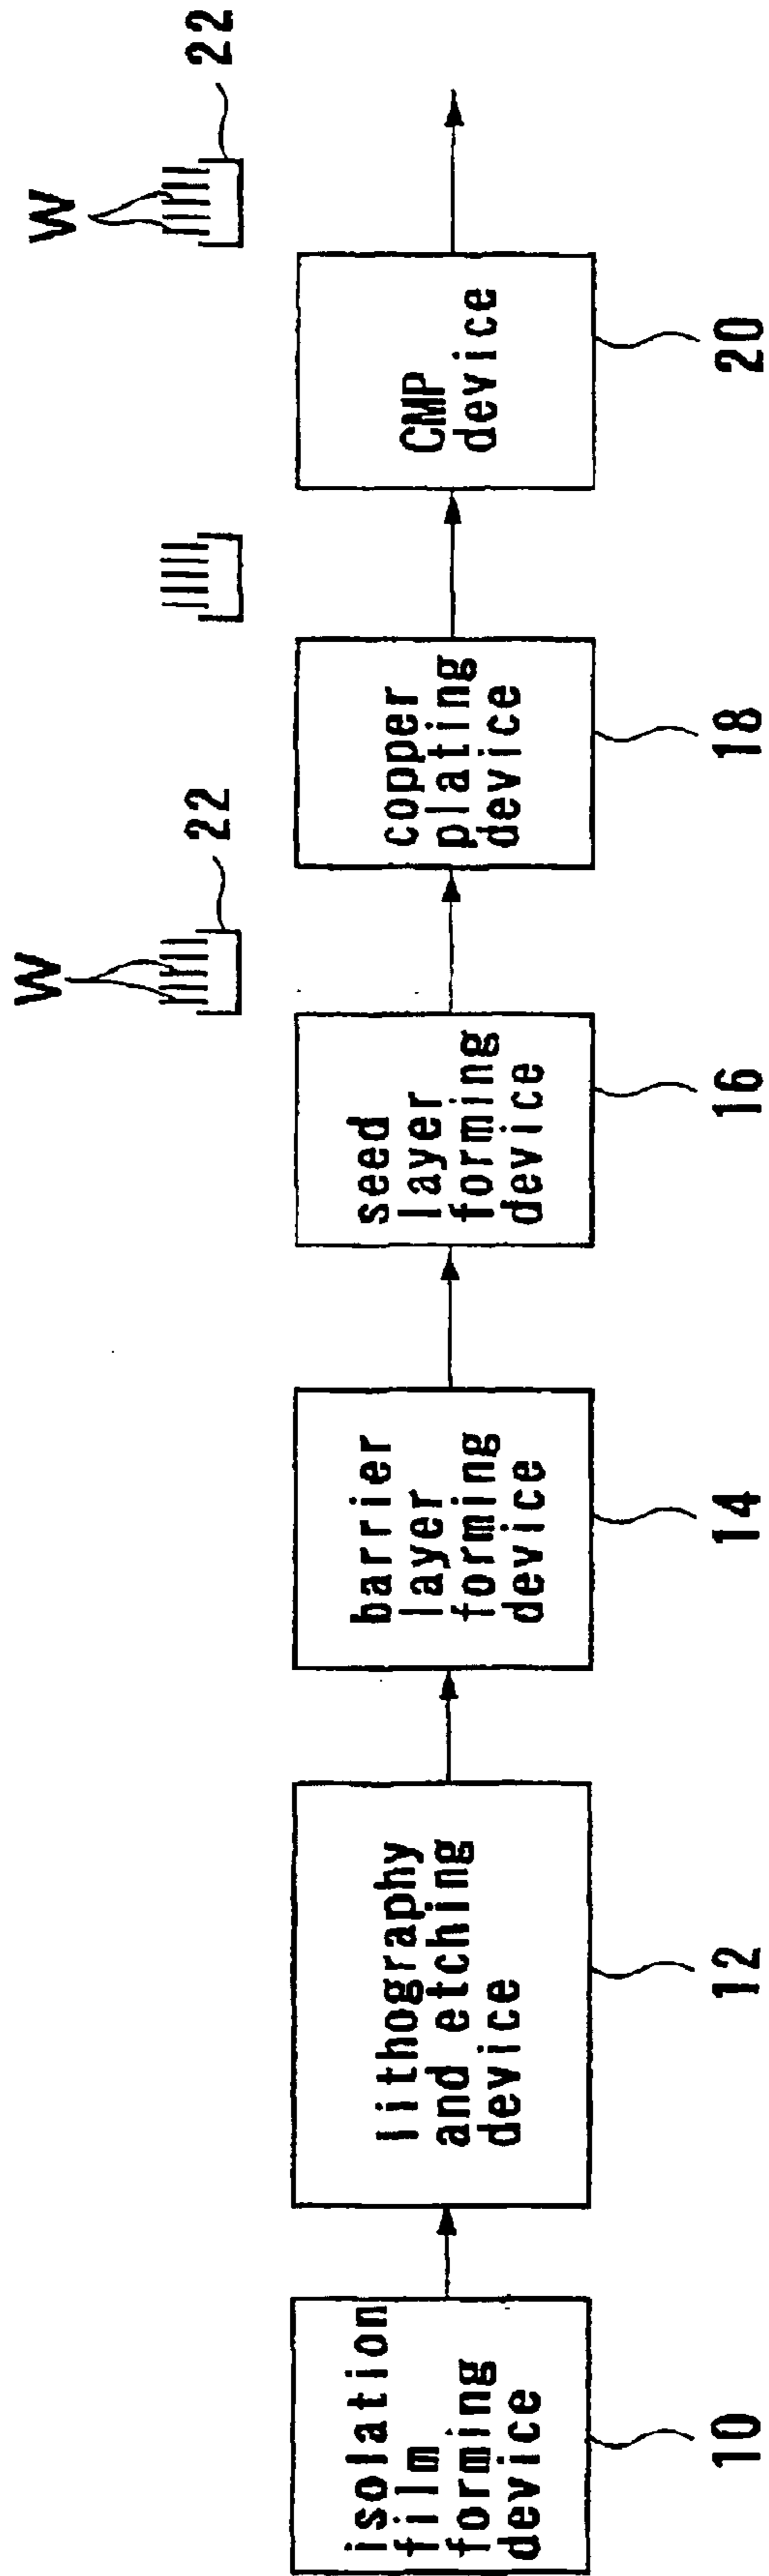 W
W
22
22
isolation
film
forming
device
lithography
and etching
device
barrier
layer
forming
device
seed
layer
forming
device
copper
plating
device
CMP
device
10
12
14
16
18
20